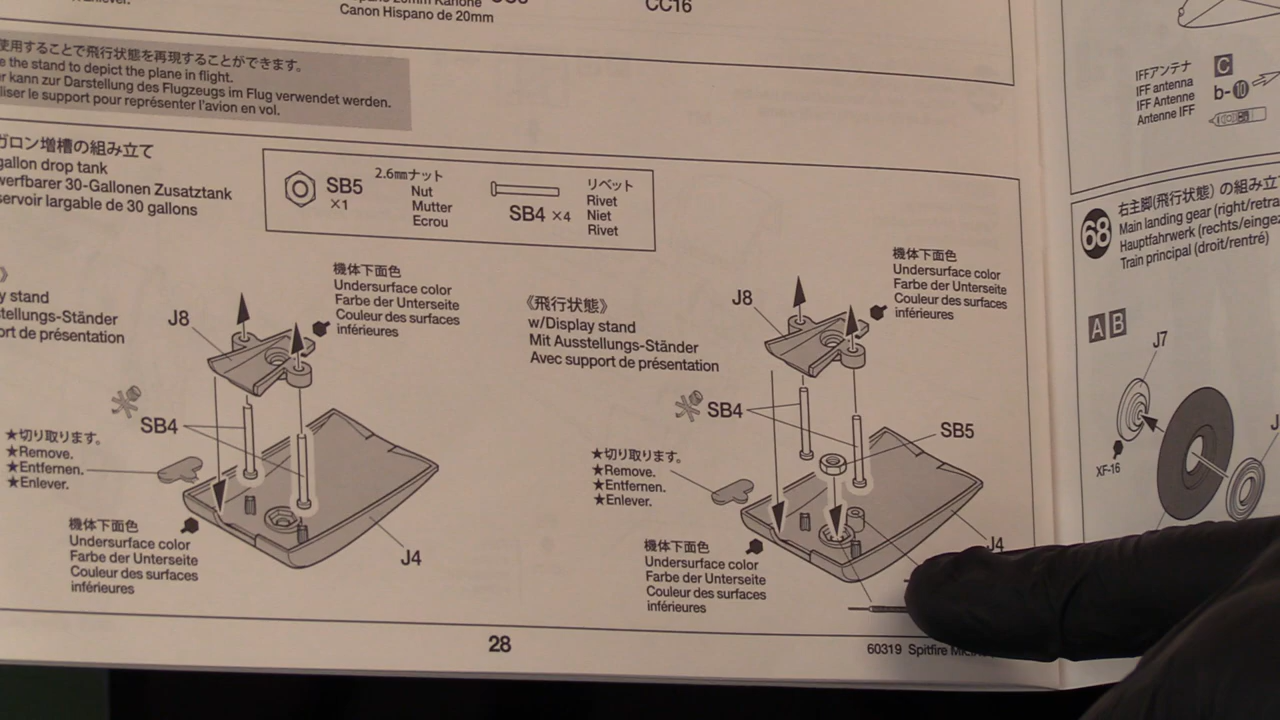 Canon Hispano de 20mm
CC16
使用することで飛行状態を再現することができます。
the stand to depict the plane in flight.
kann zur Darstellung des Flugzeugs im Flug verwendet werden.
liser le support pour représenter l'avion en vol.
ガロン増槽の組み立て
gallon drop tank
werfbarer 30-Gallonen Zusatztank
servoir largable de 30 gallons
SB5
×1
2.6mmナット
Nut
Mutter
Ecrou
SB4 ×4
リベット
Rivet
Niet
Rivet
y stand
stellungs-Ständer
ort de présentation
J8
機体下面色
Undersurface color
Farbe der Unterseite
Couleur des surfaces
inférieures
SB4
★切り取ります。
★Remove.
★Entfernen.
★Enlever.
機体下面色
Undersurface color
Farbe der Unterseite
Couleur des surfaces
inférieures
J4
《飛行状態》
w/Display stand
Mit Ausstellungs-Ständer
Avec support de présentation
J8
機体下面色
Undersurface color
Farbe der Unterseite
Couleur des surfaces
inférieures
SB4
SB5
★切り取ります。
★Remove.
★Entfernen.
★Enlever.
機体下面色
Undersurface color
Farbe der Unterseite
Couleur des surfaces
inférieures
J4
28
60319 Spitfire
IFFアンテナ
IFF antenna
IFF Antenne
Antenne IFF
C
b-10
68
右主脚(飛行状態)の組み立
Main landing gear (right/retra
Hauptfahrwerk (rechts/einge
Train principal (droit/rentré)
A B
J7
XF-16